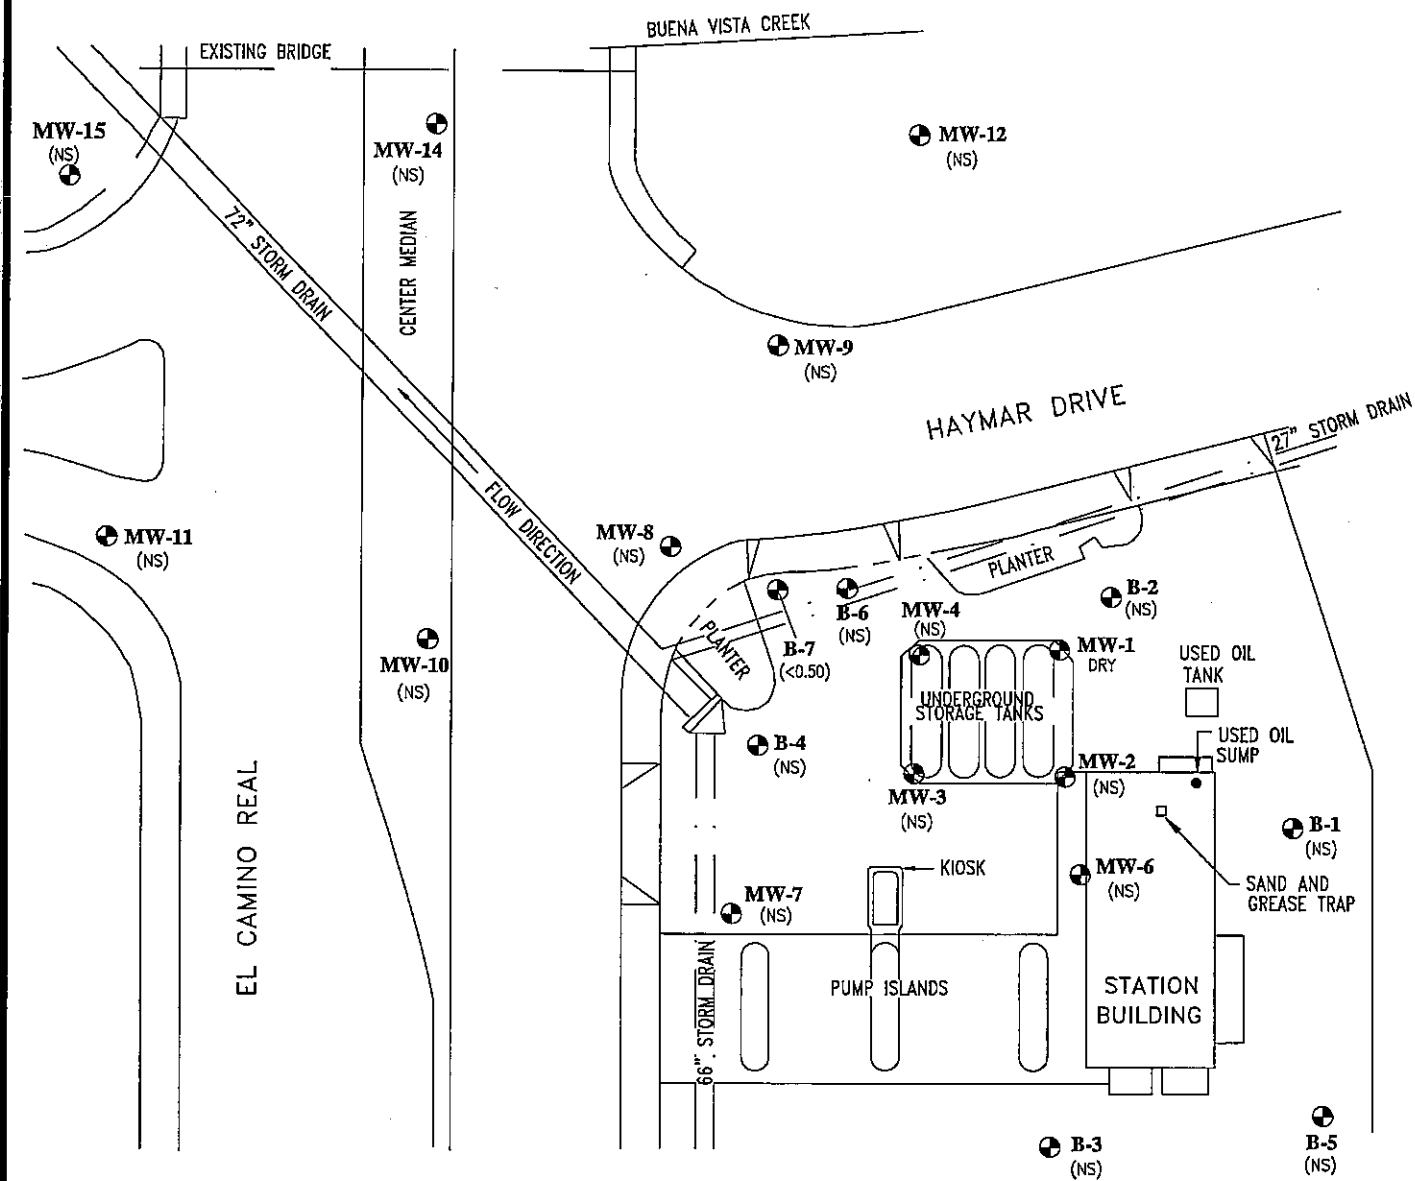 BUENA VISTA CREEK
EXISTING BRIDGE
MW-15
(NS)
MW-14
(NS)
MW-12
(NS)
72" STORM DRAIN
CENTER MEDIAN
MW-9
(NS)
HAYMAR DRIVE
27" STORM DRAIN
FLOW DIRECTION
MW-11
(NS)
MW-8
(NS)
PLANTER
B-2
(NS)
B-6
(NS)
MW-4
(NS)
PLANTER
B-7
(<0.50)
MW-1
DRY
USED OIL
TANK
MW-10
(NS)
UNDERGROUND
STORAGE TANKS
B-4
(NS)
USED OIL
SUMP
MW-2
(NS)
MW-3
(NS)
B-1
(NS)
EL CAMINO REAL
KIOSK
MW-6
(NS)
SAND AND
GREASE TRAP
MW-7
(NS)
66" STORM DRAIN
PUMP ISLANDS
STATION
BUILDING
B-3
(NS)
B-5
(NS)